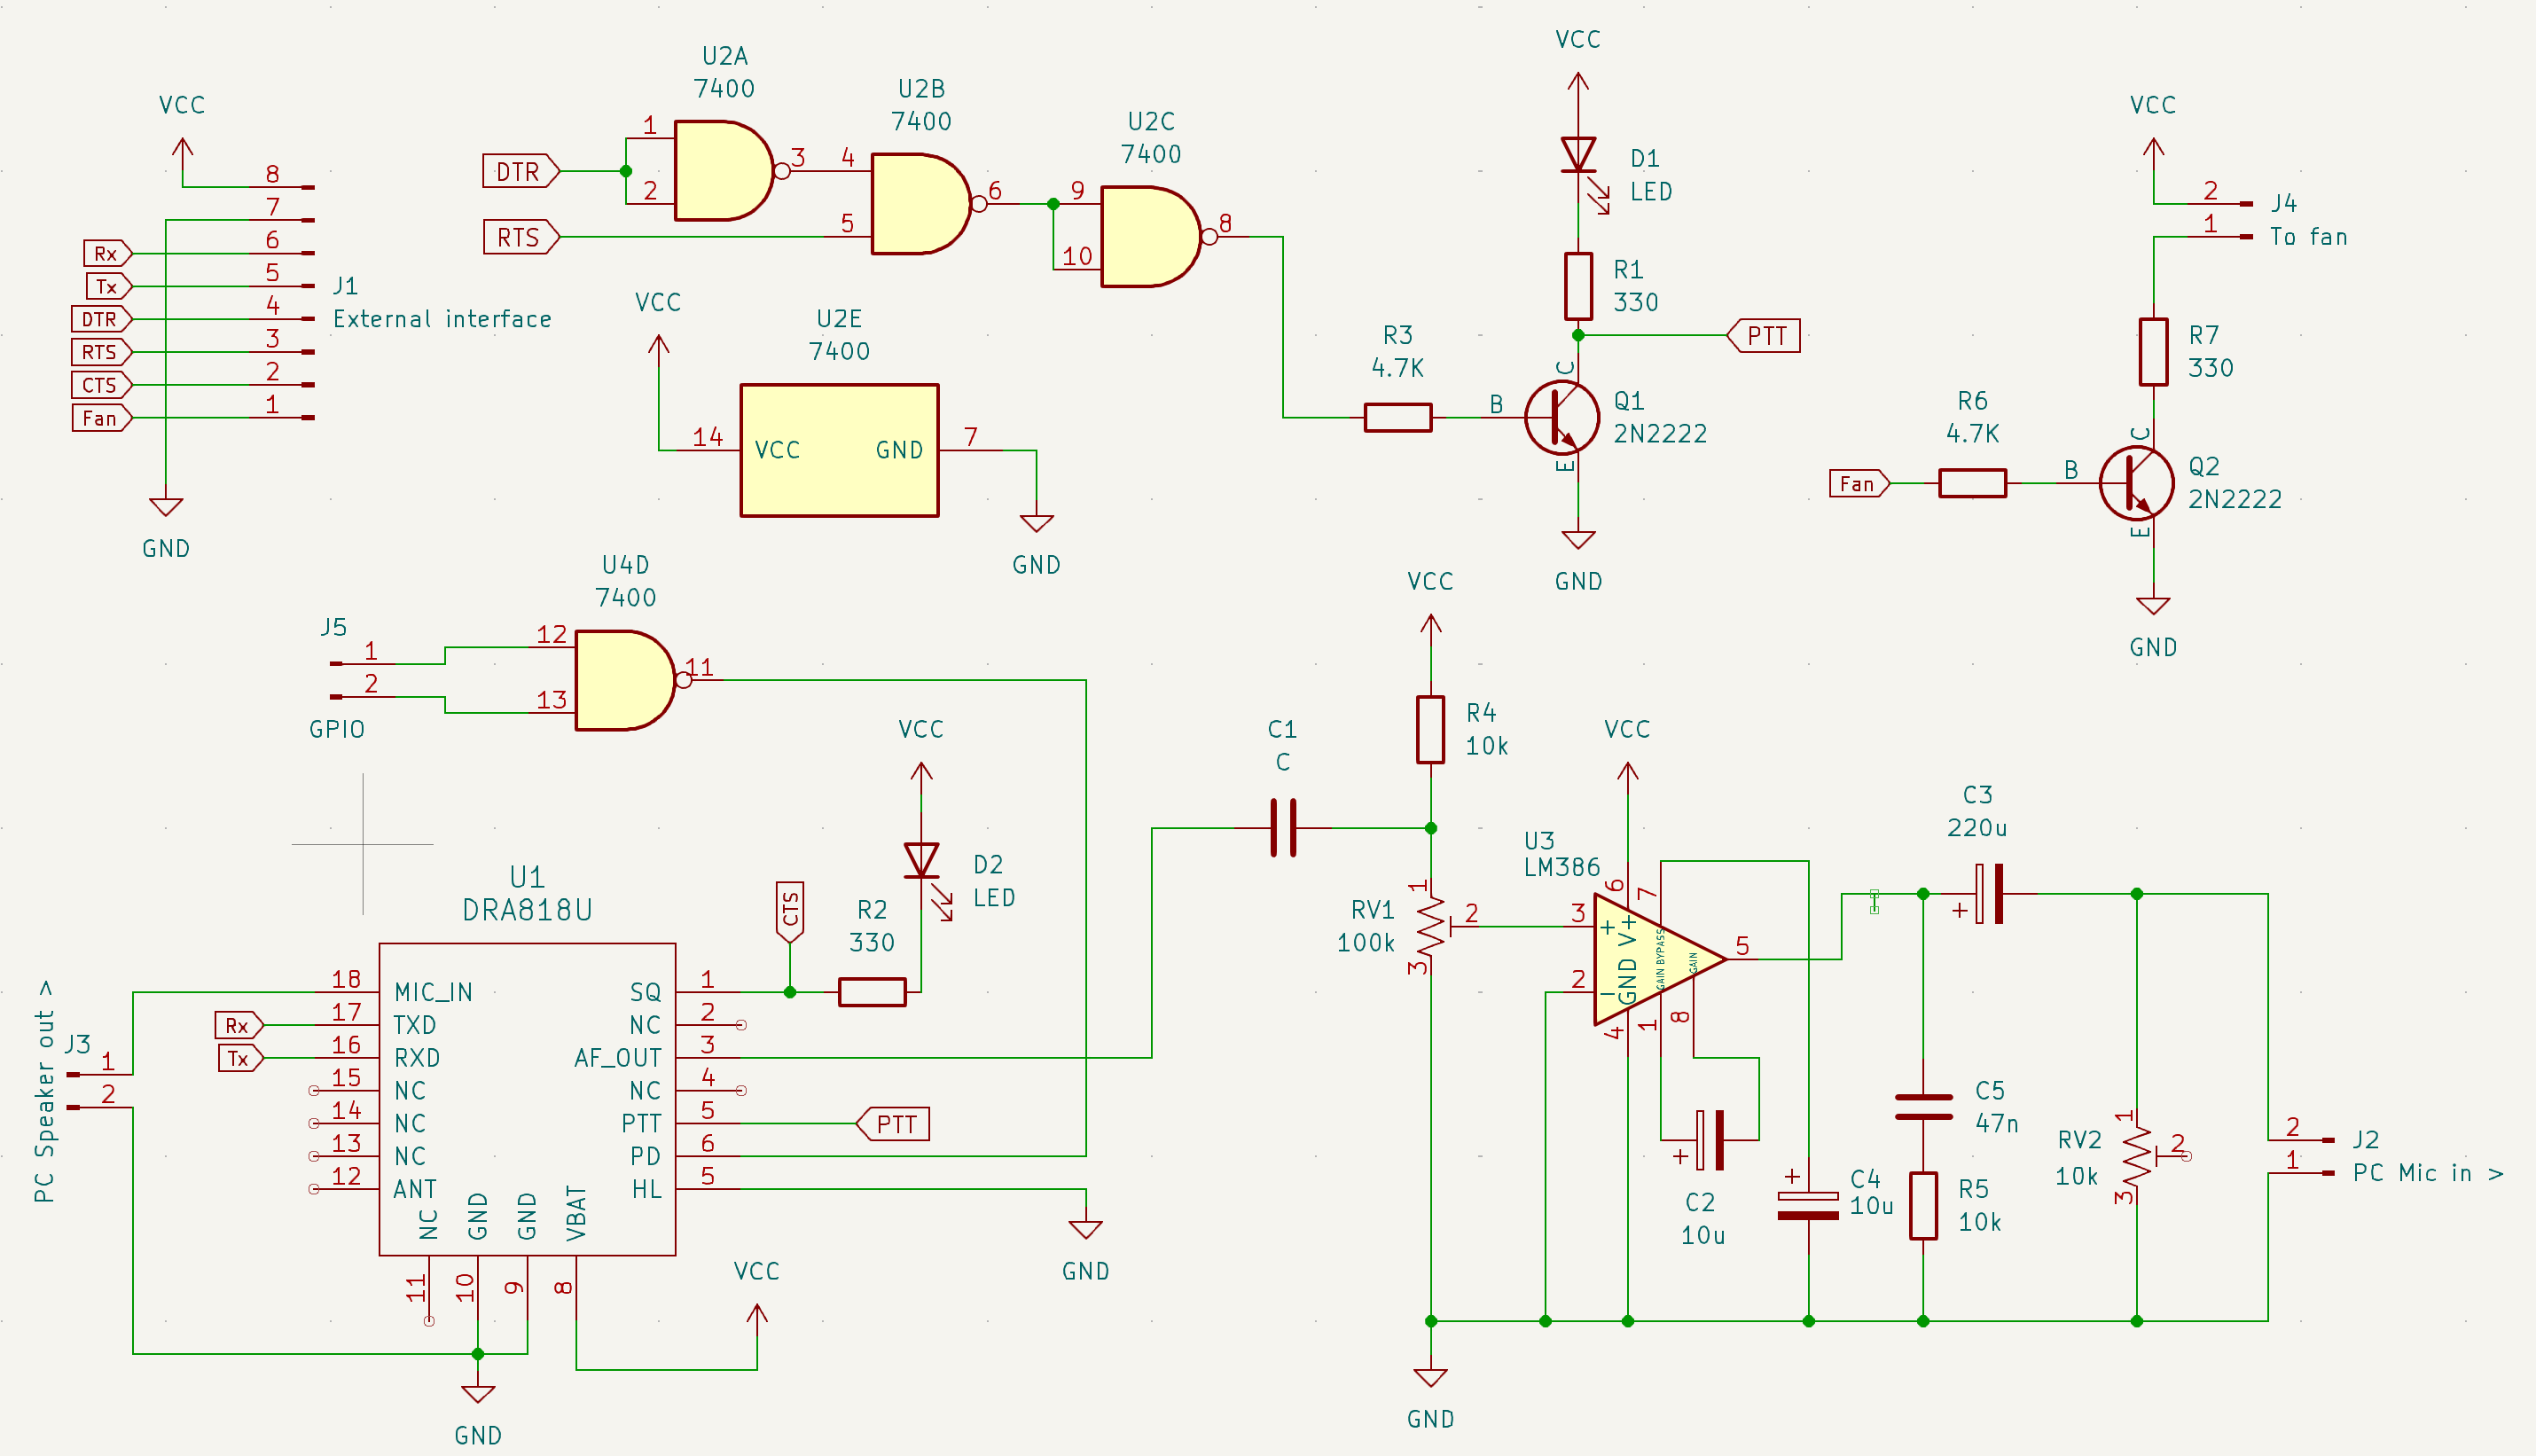 VCC
8
7
6
5
4
3
2
1
Rx
Tx
DTR
RTS
CTS
Fan
J1
External interface
GND
U2A
7400
DTR
1
2
3
RTS
U2B
7400
4
5
6
U2C
7400
9
10
8
VCC
U2E
7400
14
VCC
GND
7
GND
VCC
D1
LED
R1
330
PTT
R3
4.7K
B
C
E
Q1
2N2222
GND
VCC
2
1
J4
To fan
R7
330
R6
4.7K
Fan
B
C
E
Q2
2N2222
GND
U4D
7400
J5
1
2
GPIO
12
13
11
VCC
D2
LED
CTS
R2
330
U1
DRA818U
PC Speaker out >
J3
1
2
Rx
Tx
18
17
16
15
14
13
12
MIC_IN
TXD
RXD
NC
NC
NC
ANT
SQ
NC
AF_OUT
NC
PTT
PD
HL
1
2
3
4
5
6
5
PTT
NC
GND
GND
VBAT
11
10
9
8
VCC
GND
GND
C1
C
VCC
R4
10k
RV1
100k
1
2
3
VCC
U3
LM386
6
7
3
2
5
4
1
8
+
-
V+
GND
GAIN
BYPASS
GAIN
+
C2
10u
+
C4
10u
C3
220u
+
C5
47n
R5
10k
RV2
10k
1
2
3
2
1
J2
PC Mic in >
GND